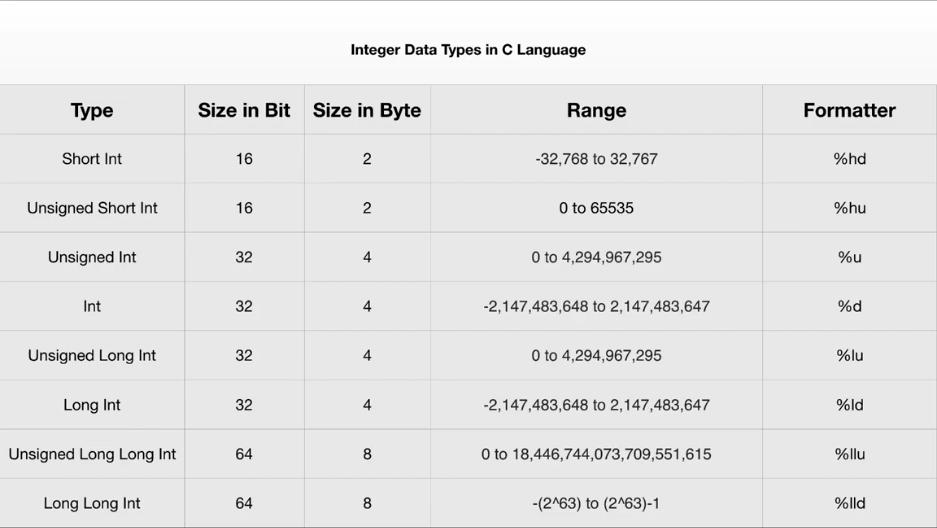 Integer Data Types in C Language
Type Size in Bit Size in Byte Range Formatter
Short Int 16 2 -32,768 to 32,767 %hd
Unsigned Short Int 16 2 0 to 65535 %hu
Unsigned Int 32 4 0 to 4,294,967,295 %u
Int 32 4 -2,147,483,648 to 2,147,483,647 %d
Unsigned Long Int 32 4 0 to 4,294,967,295 %lu
Long Int 32 4 -2,147,483,648 to 2,147,483,647 %ld
Unsigned Long Long Int 64 8 0 to 18,446,744,073,709,551,615 %llu
Long Long Int 64 8 -(2^63) to (2^63)-1 %lld